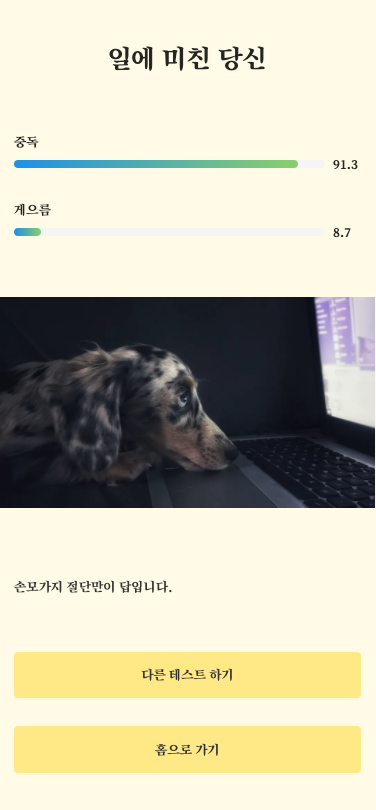 일에 미친 당신
중독
91.3
게으름
8.7
손모가지 절단만이 답입니다.
다른 테스트 하기
홈으로 가기